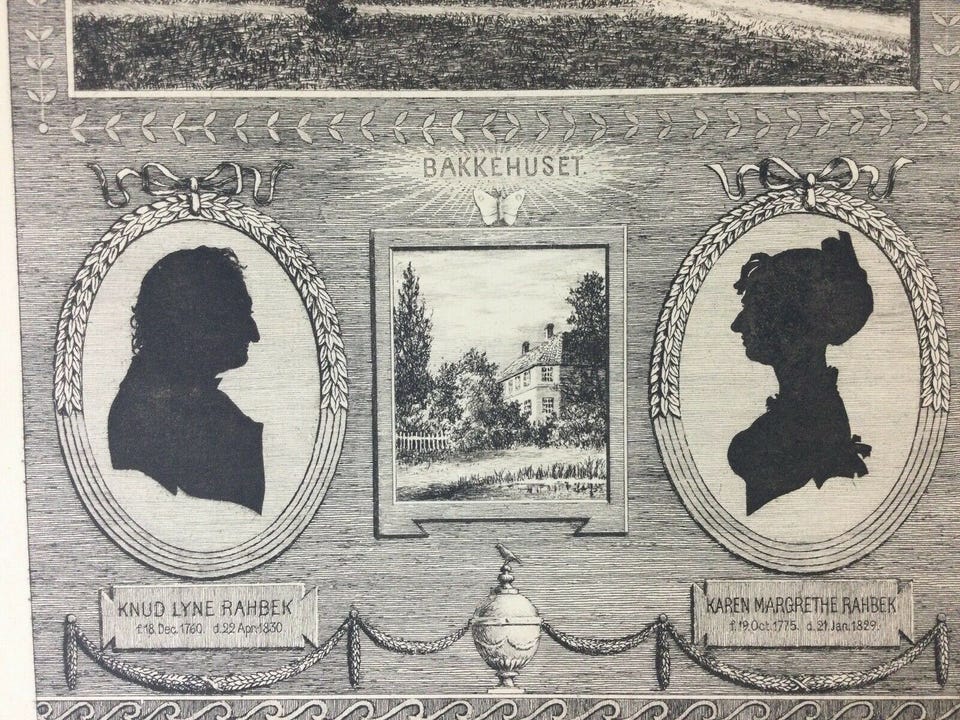 BAKKEHUSET.
KNUD LYNE RAHBEK
f.18.Dec.1760. d.22.Apr.1830.
KAREN MARGRETHE RAHBEK
f.19.Oct.1775. d.21.Jan.1829.